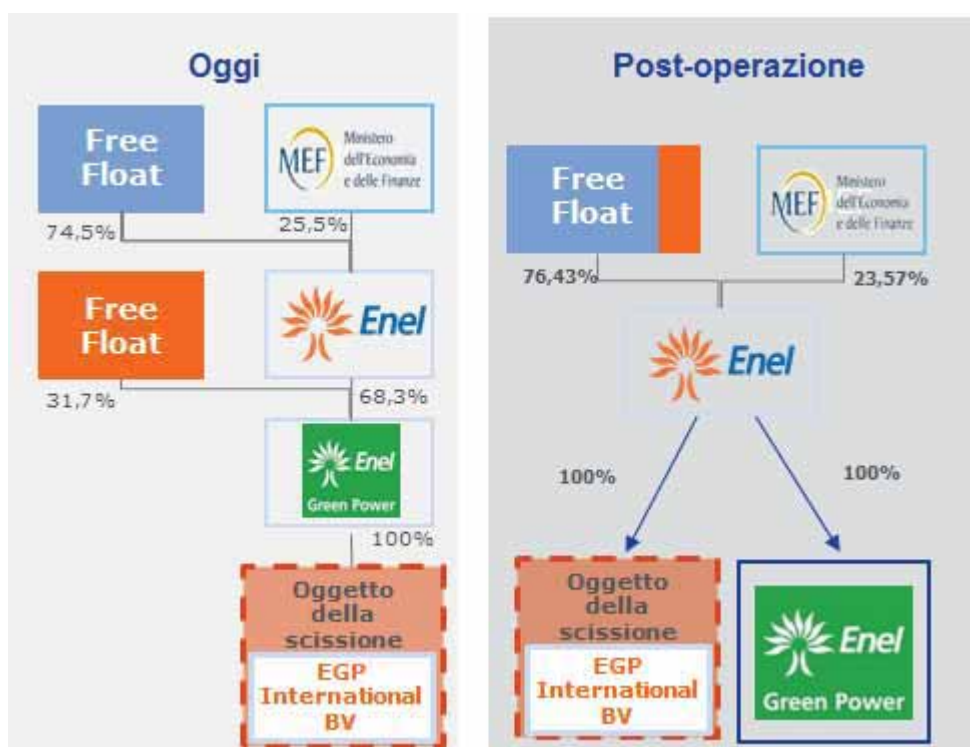 Oggi
Free
Float
MEF
Ministero
dell'Economia
e delle Finanze
74,5%
25,5%
Free
Float
Enel
31,7%
68,3%
Enel
Green Power
100%
Oggetto
della
scissione
EGP
International
BV
Post-operazione
Free
Float
MEF
Ministero
dell'Economia
e delle Finanze
76,43%
23,57%
Enel
100%
100%
Oggetto
della
scissione
EGP
International
BV
Enel
Green Power